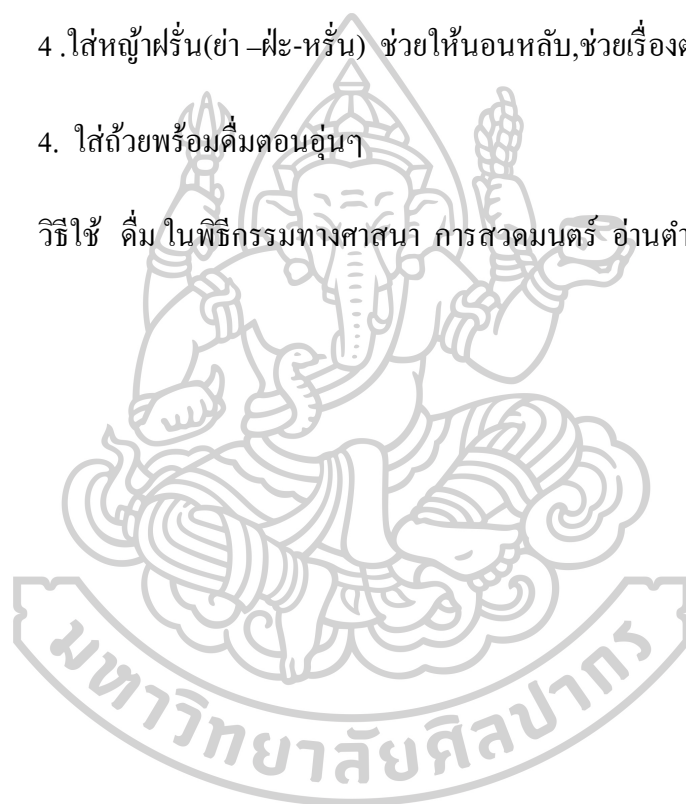 4 .ใส่หญ้าฝรั่น(ย่า –ฝะ-หรั่น) ช่วยให้นอนหลับ,ช่วยเรื่อง
4. ใส่ถ้วยพร้อมดื่มตอนอุ่นๆ
วิธีใช้ ดื่ม ในพิธีกรรมทางศาสนา การสวดมนตร์ อ่านตำ
มหาวิทยาลัยศิลปากร